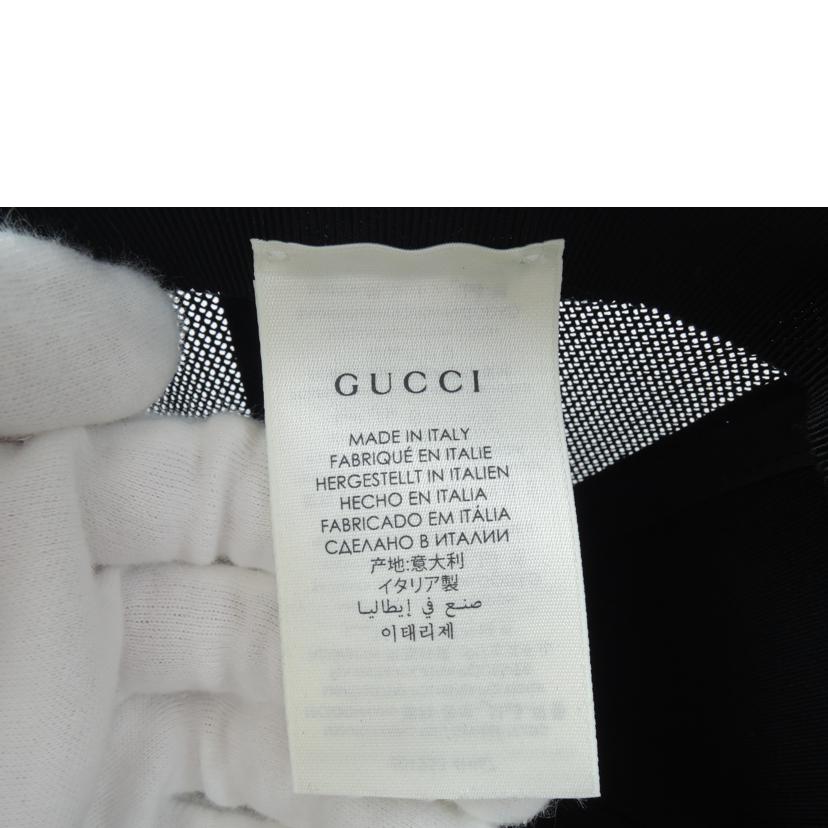 GUCCI
MADE IN ITALY
FABRIQUÉ EN ITALIE
HERGESTELLT IN ITALIEN
HECHO EN ITALIA
FABRICADO EM ITÁLIA
СДЕЛАНО В ИТАЛИИ
产地:意大利
イタリア製
صنع في إيطاليا
이태리제